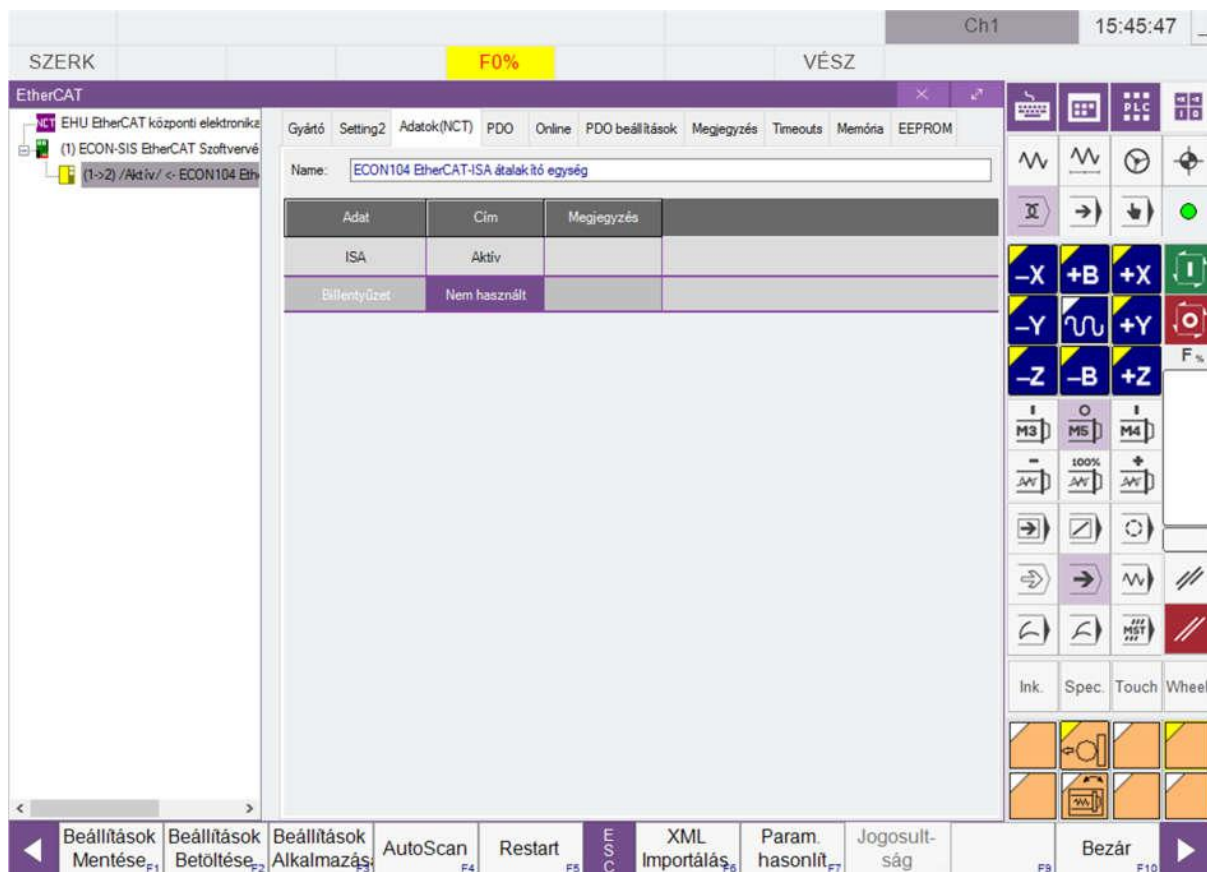 Ch1 15:45:47
SZERK F0% VÉSZ
EtherCAT
NCT EHU EtherCAT központi elektronika
(1) ECON-SIS EtherCAT Szoftvervé
(1->2) /Aktív/ <- ECON104 Eth
Gyártó Setting2 Adatok(NCT) PDO Online PDO beállítások Megjegyzés Timeouts Memória EEPROM
Name: ECON104 EtherCAT-ISA átalakító egység
Adat Cím Megjegyzés
ISA Aktív
Billentyűzet Nem használt
PLC
-X +B +X
-Y +Y
F %
-Z -B +Z
M3 M5 M4
100%
MST
Ink. Spec. Touch Wheel
Beállítások Mentése F1
Beállítások Betöltése F2
Beállítások Alkalmazás F3
AutoScan F4
Restart F5
ESC
XML Importálás F6
Param. hasonlít F7
Jogosult-
ság
F9
Bezár F10